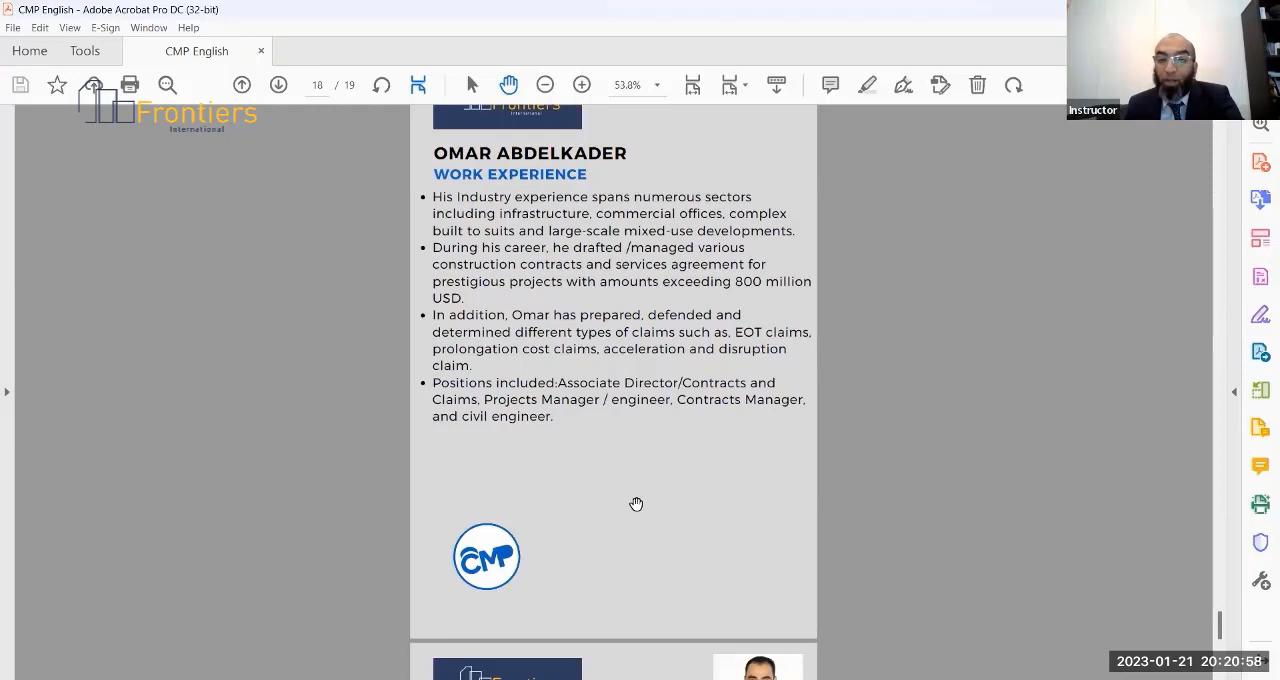 CMP English - Adobe Acrobat Pro DC (32-bit)
File Edit View E-Sign Window Help
Home Tools CMP English ×
18 / 19 53.8%
Frontiers
International
Instructor
Frontiers
International
OMAR ABDELKADER
WORK EXPERIENCE
• His Industry experience spans numerous sectors
including infrastructure, commercial offices, complex
built to suits and large-scale mixed-use developments.
• During his career, he drafted /managed various
construction contracts and services agreement for
prestigious projects with amounts exceeding 800 million
USD.
• In addition, Omar has prepared, defended and
determined different types of claims such as, EOT claims,
prolongation cost claims, acceleration and disruption
claim.
• Positions included:Associate Director/Contracts and
Claims, Projects Manager / engineer, Contracts Manager,
and civil engineer.
CMP
2023-01-21 20:20:58